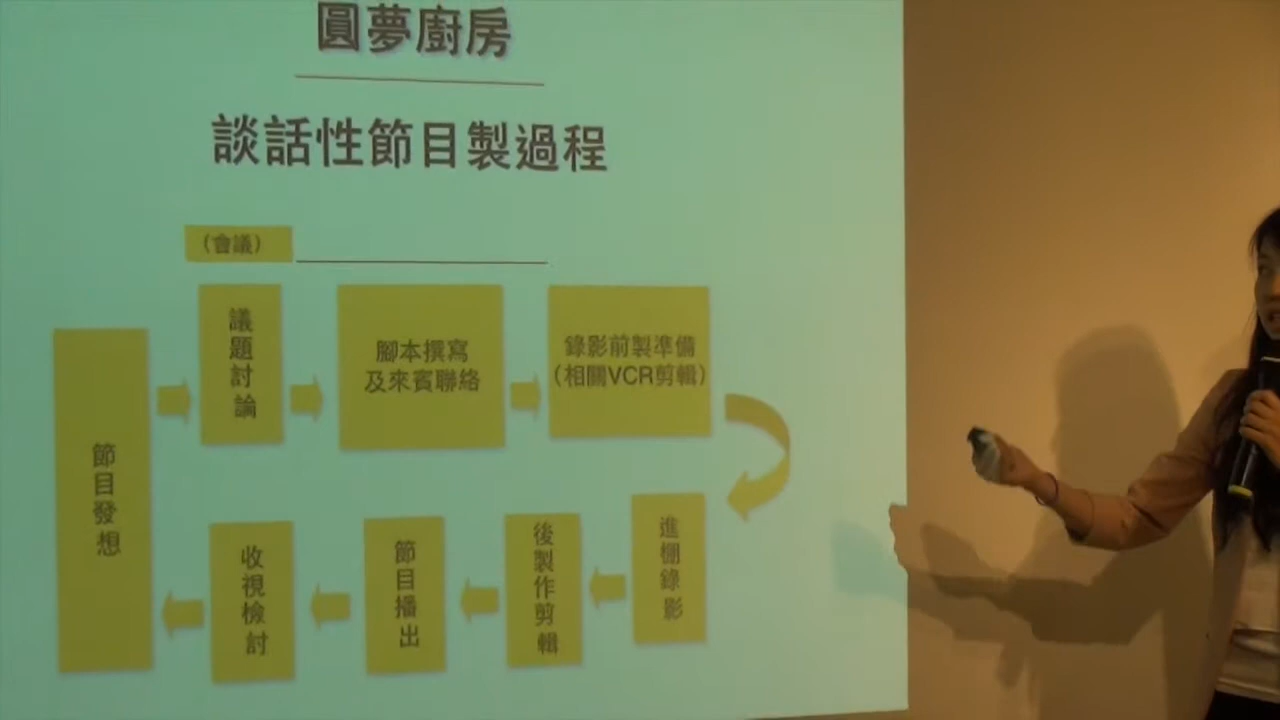 圓夢廚房
談話性節目製過程
（會議）
節目發想
議題討論
腳本撰寫
及來賓聯絡
錄影前製準備
（相關VCR剪輯）
進棚錄影
後製作剪輯
節目播出
收視檢討